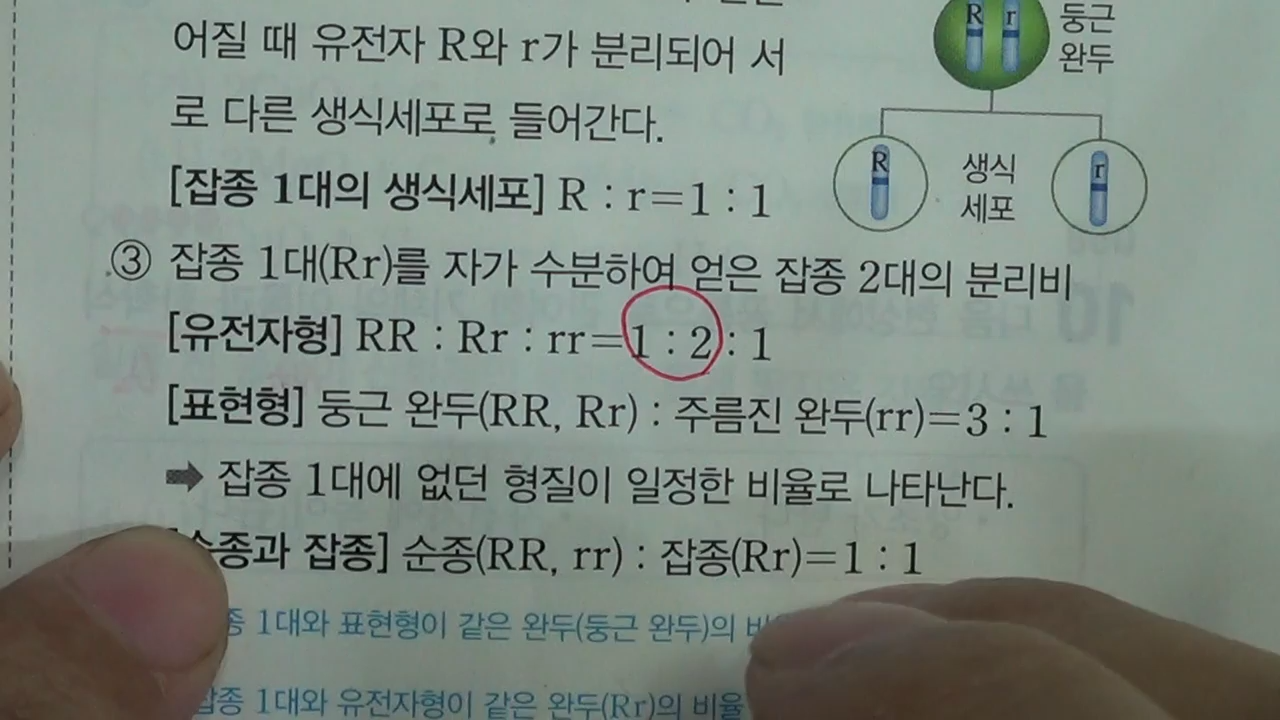 어질 때 유전자 R와 r가 분리되어 서
로 다른 생식세포로 들어간다.
[잡종 1대의 생식세포] R : r=1 : 1
R r
둥근
완두
R
생식
세포
r
③ 잡종 1대(Rr)를 자가 수분하여 얻은 잡종 2대의 분리비
[유전자형] RR : Rr : rr=1 : 2 : 1
[표현형] 둥근 완두(RR, Rr) : 주름진 완두(rr)=3 : 1
➡ 잡종 1대에 없던 형질이 일정한 비율로 나타난다.
순종과 잡종] 순종(RR, rr) : 잡종(Rr)=1 : 1
1대와 표현형이 같은 완두(둥근 완두)의
잡종 1대와 유전자형이 같은 완두(Rr)의 비율